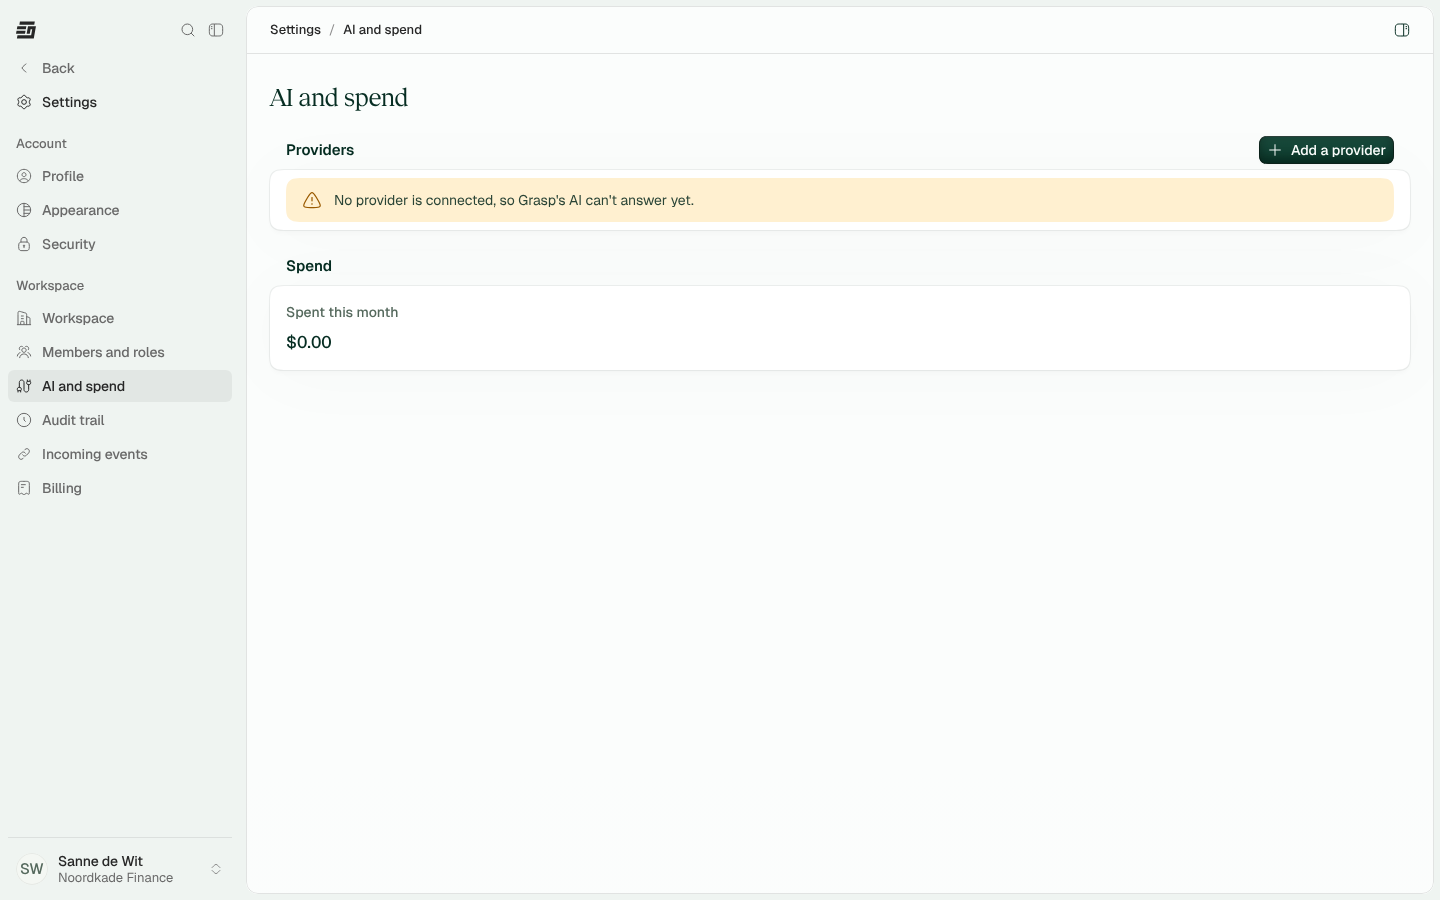 Back
Settings
Account
Profile
Appearance
Security
Workspace
Workspace
Members and roles
AI and spend
Audit trail
Incoming events
Billing
SW
Sanne de Wit
Noordkade Finance
Settings / AI and spend
AI and spend
Providers
Add a provider
No provider is connected, so Grasp's AI can't answer yet.
Spend
Spent this month
$0.00